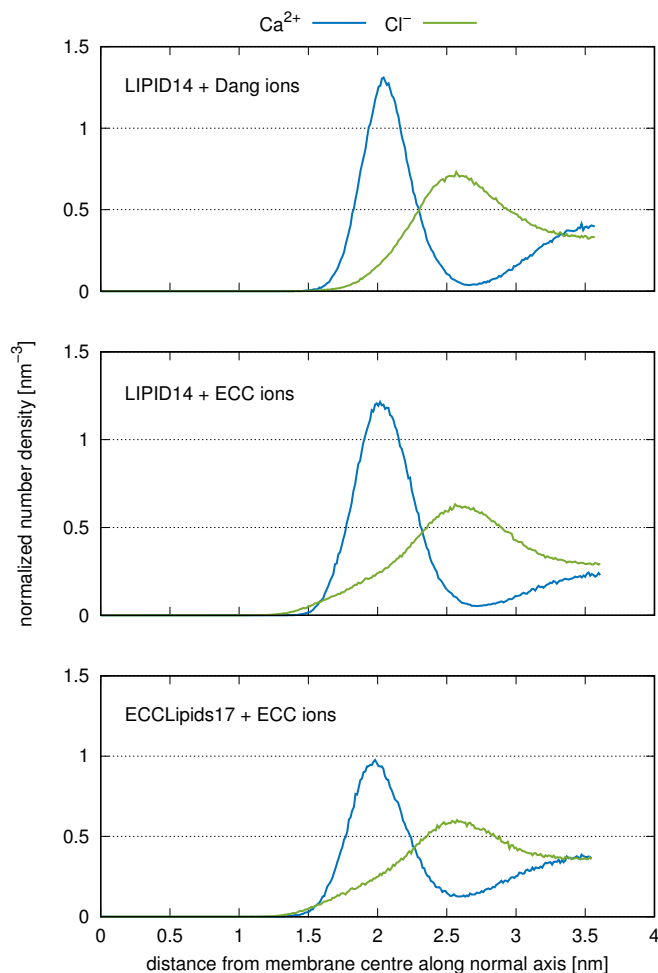 Ca²⁺ Cl⁻
1.5
LIPID14 + Dang ions
1
0.5
0
1.5
LIPID14 + ECC ions
1
0.5
0
normalized number density [nm⁻³]
1.5
ECCLipids17 + ECC ions
1
0.5
0
0 0.5 1 1.5 2 2.5 3 3.5 4
distance from membrane centre along normal axis [nm]